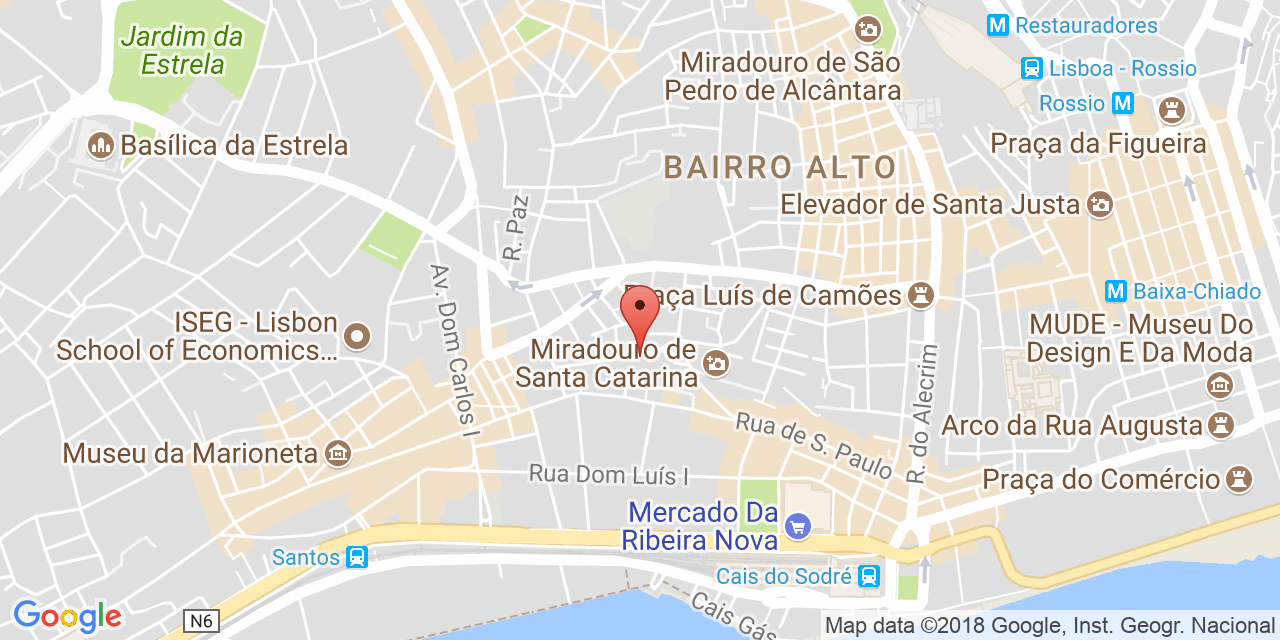 Jardim da
Estrela
Miradouro de São
Pedro de Alcântara
Restauradores
Lisboa - Rossio
Rossio M
M
Praça da Figueira
Basílica da Estrela
BAIRRO ALTO
Elevador de Santa Justa
R. Paz
Av. Dom Carlos I
Praça Luís de Camões
M Baixa-Chiado
ISEG - Lisbon
School of Economics...
MUDE - Museu Do
Design E Da Moda
Miradouro de
Santa Catarina
R. do Alecrim
Arco da Rua Augusta
Rua de S. Paulo
Museu da Marioneta
Rua Dom Luís I
Praça do Comércio
Mercado Da
Ribeira Nova
Santos
Cais do Sodré
Cais Gás
Google
N6
Map data ©2018 Google, Inst. Geogr. Nacional